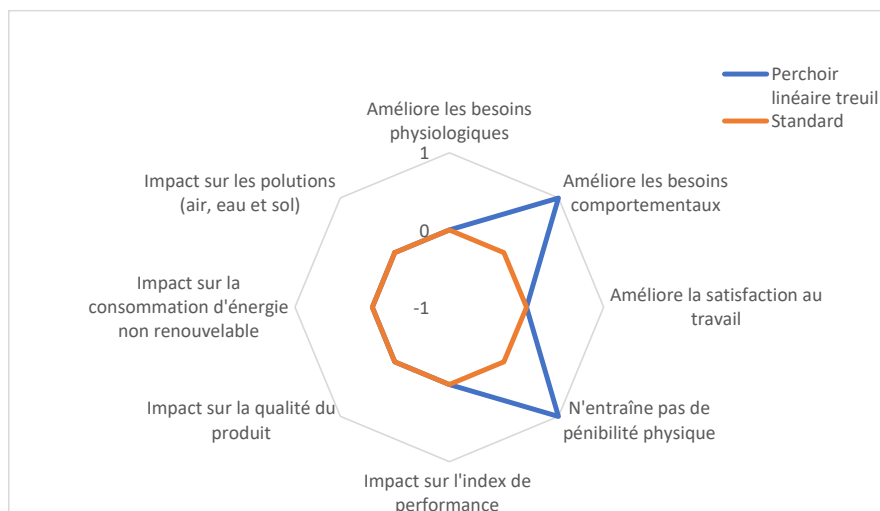 Perchoir
linéaire treuil
Standard
Améliore les besoins
physiologiques
1
Impact sur les polutions
(air, eau et sol)
Améliore les besoins
comportementaux
0
Impact sur la
consommation d'énergie
non renouvelable
-1
Améliore la satisfaction au
travail
Impact sur la qualité du
produit
N'entraîne pas de
pénibilité physique
Impact sur l'index de
performance